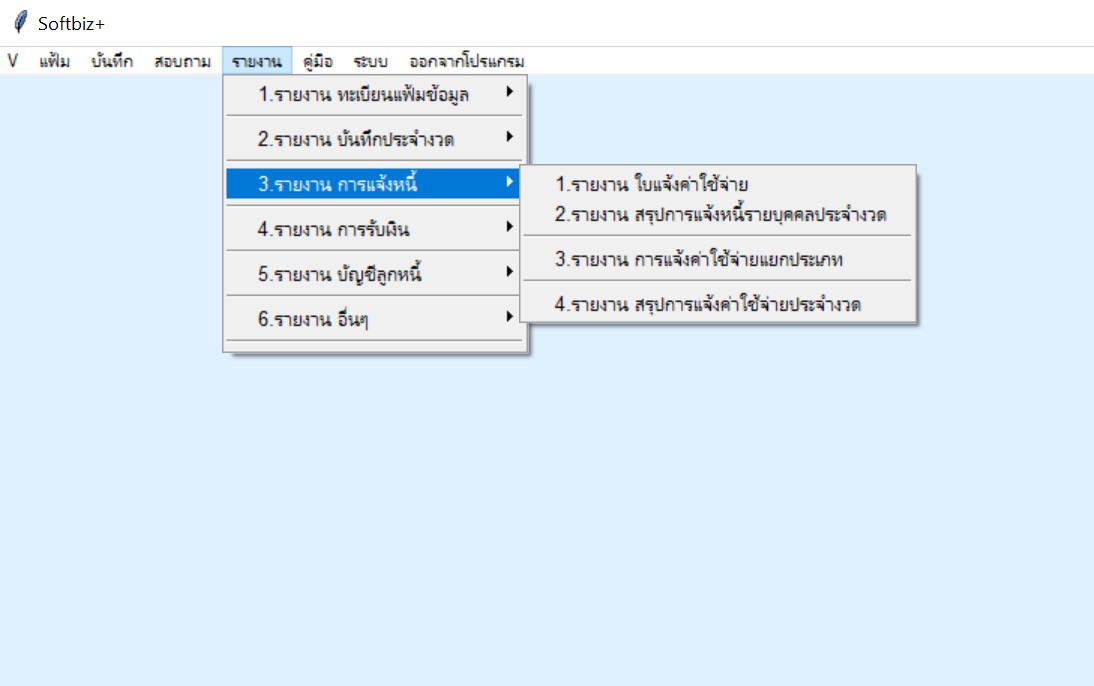 Softbiz+
V แฟ้ม บันทึก สอบถาม รายงาน คู่มือ ระบบ ออกจากโปรแกรม
1.รายงาน ทะเบียนแฟ้มข้อมูล
2.รายงาน บันทึกประจำงวด
3.รายงาน การแจ้งหนี้
4.รายงาน การรับเงิน
5.รายงาน บัญชีลูกหนี้
6.รายงาน อื่นๆ
1.รายงาน ใบแจ้งค่าใช้จ่าย
2.รายงาน สรุปการแจ้งหนี้รายบุคคลประจำงวด
3.รายงาน การแจ้งค่าใช้จ่ายแยกประเภท
4.รายงาน สรุปการแจ้งค่าใช้จ่ายประจำงวด